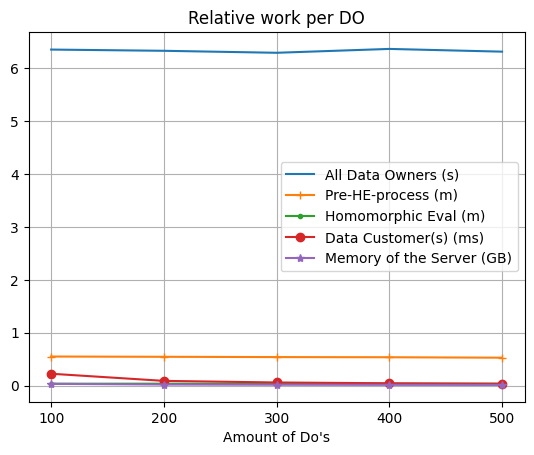 Relative work per DO
6
5
4
3
2
1
0
All Data Owners (s)
Pre-HE-process (m)
Homomorphic Eval (m)
Data Customer(s) (ms)
Memory of the Server (GB)
100 200 300 400 500
Amount of Do's